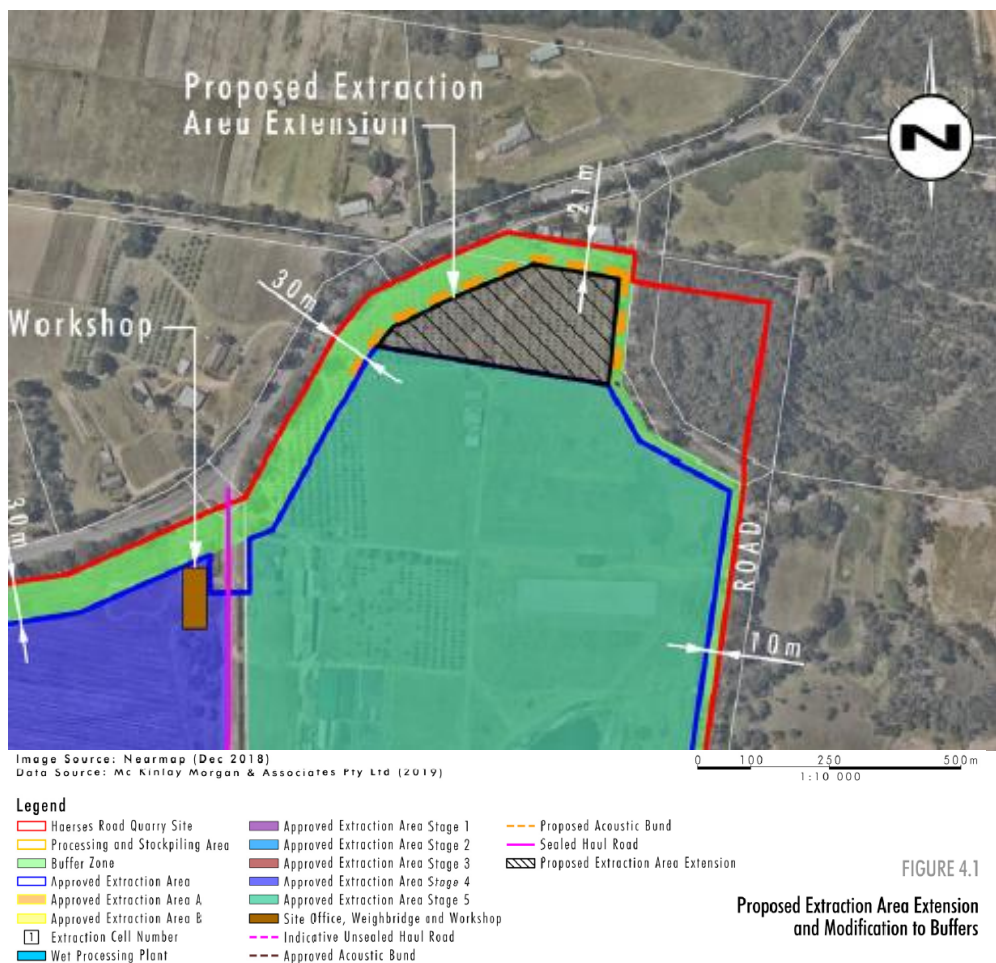 Proposed Extraction
Area Extension
21m
N
30m
Workshop
30m
ROAD
10m
Image Source: Nearmap (Dec 2018)
Data Source: Mc Kinlay Morgan & Associates Pty Ltd (2019)
0 100 250 500m
1:10 000
Legend
Haerses Road Quarry Site
Processing and Stockpiling Area
Buffer Zone
Approved Extraction Area
Approved Extraction Area A
Approved Extraction Area B
1 Extraction Cell Number
Wet Processing Plant
Approved Extraction Area Stage 1
Approved Extraction Area Stage 2
Approved Extraction Area Stage 3
Approved Extraction Area Stage 4
Approved Extraction Area Stage 5
Site Office, Weighbridge and Workshop
Indicative Unsealed Haul Road
Approved Acoustic Bund
Proposed Acoustic Bund
Sealed Haul Road
Proposed Extraction Area Extension
FIGURE 4.1
Proposed Extraction Area Extension
and Modification to Buffers